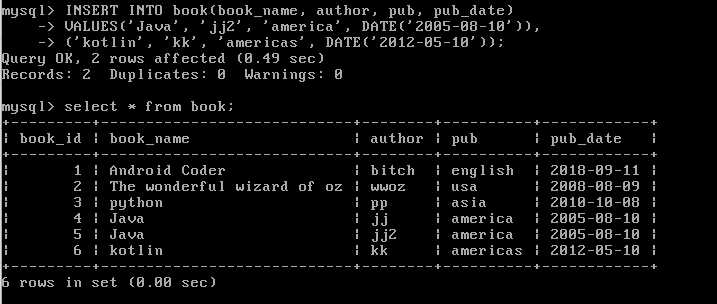 mysql> INSERT INTO book(book_name, author, pub, pub_date)
    -> VALUES('Java', 'jj2', 'america', DATE('2005-08-10')),
    -> ('kotlin', 'kk', 'americas', DATE('2012-05-10'));
Query OK, 2 rows affected (0.49 sec)
Records: 2  Duplicates: 0  Warnings: 0

mysql> select * from book;
+---------+----------------------------+--------+----------+------------+
| book_id | book_name                  | author | pub      | pub_date   |
+---------+----------------------------+--------+----------+------------+
|       1 | Android Coder              | bitch  | english  | 2018-09-11 |
|       2 | The wonderful wizard of oz | wwoz   | usa      | 2008-08-09 |
|       3 | python                     | pp     | asia     | 2010-10-08 |
|       4 | Java                       | jj     | america  | 2005-08-10 |
|       5 | Java                       | jj2    | america  | 2005-08-10 |
|       6 | kotlin                     | kk     | americas | 2012-05-10 |
+---------+----------------------------+--------+----------+------------+
6 rows in set (0.00 sec)